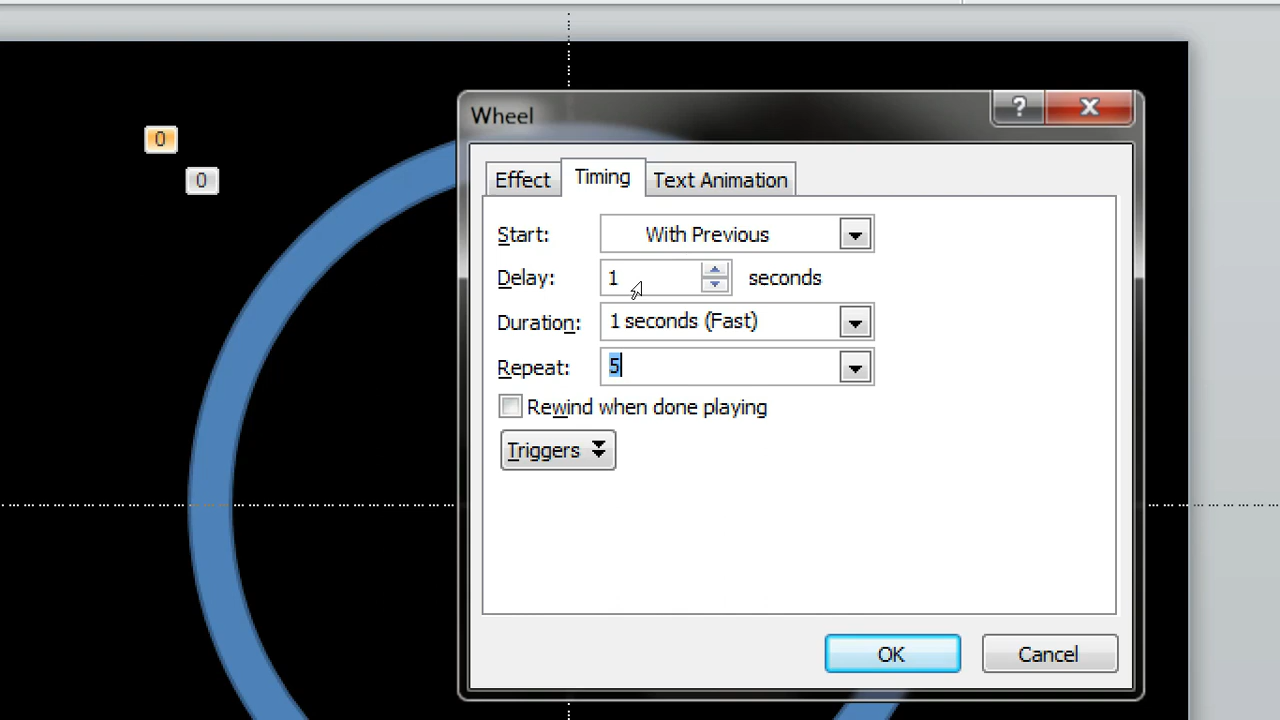 0
0
Wheel
?
Effect Timing Text Animation
Start: With Previous
Delay: 1 seconds
Duration: 1 seconds (Fast)
Repeat: 5
Rewind when done playing
Triggers
OK Cancel